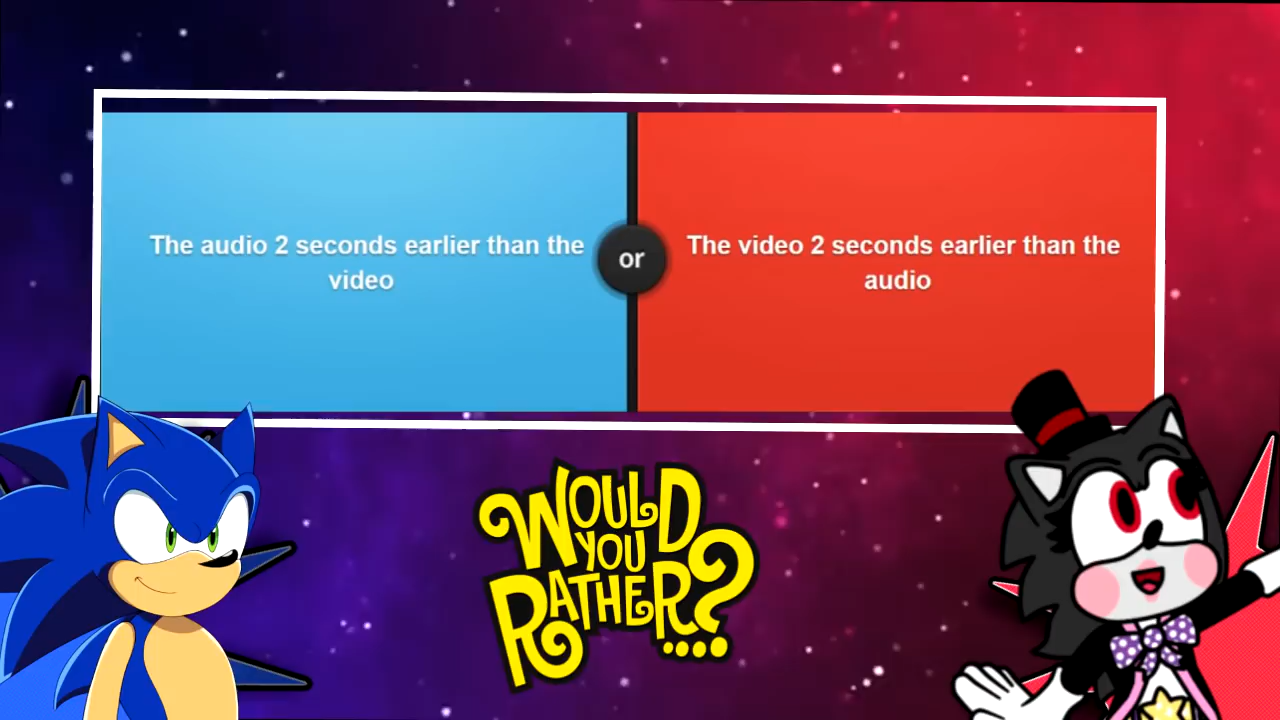 The audio 2 seconds earlier than the
video
or
The video 2 seconds earlier than the
audio
WOULD
YOU
RATHER...?